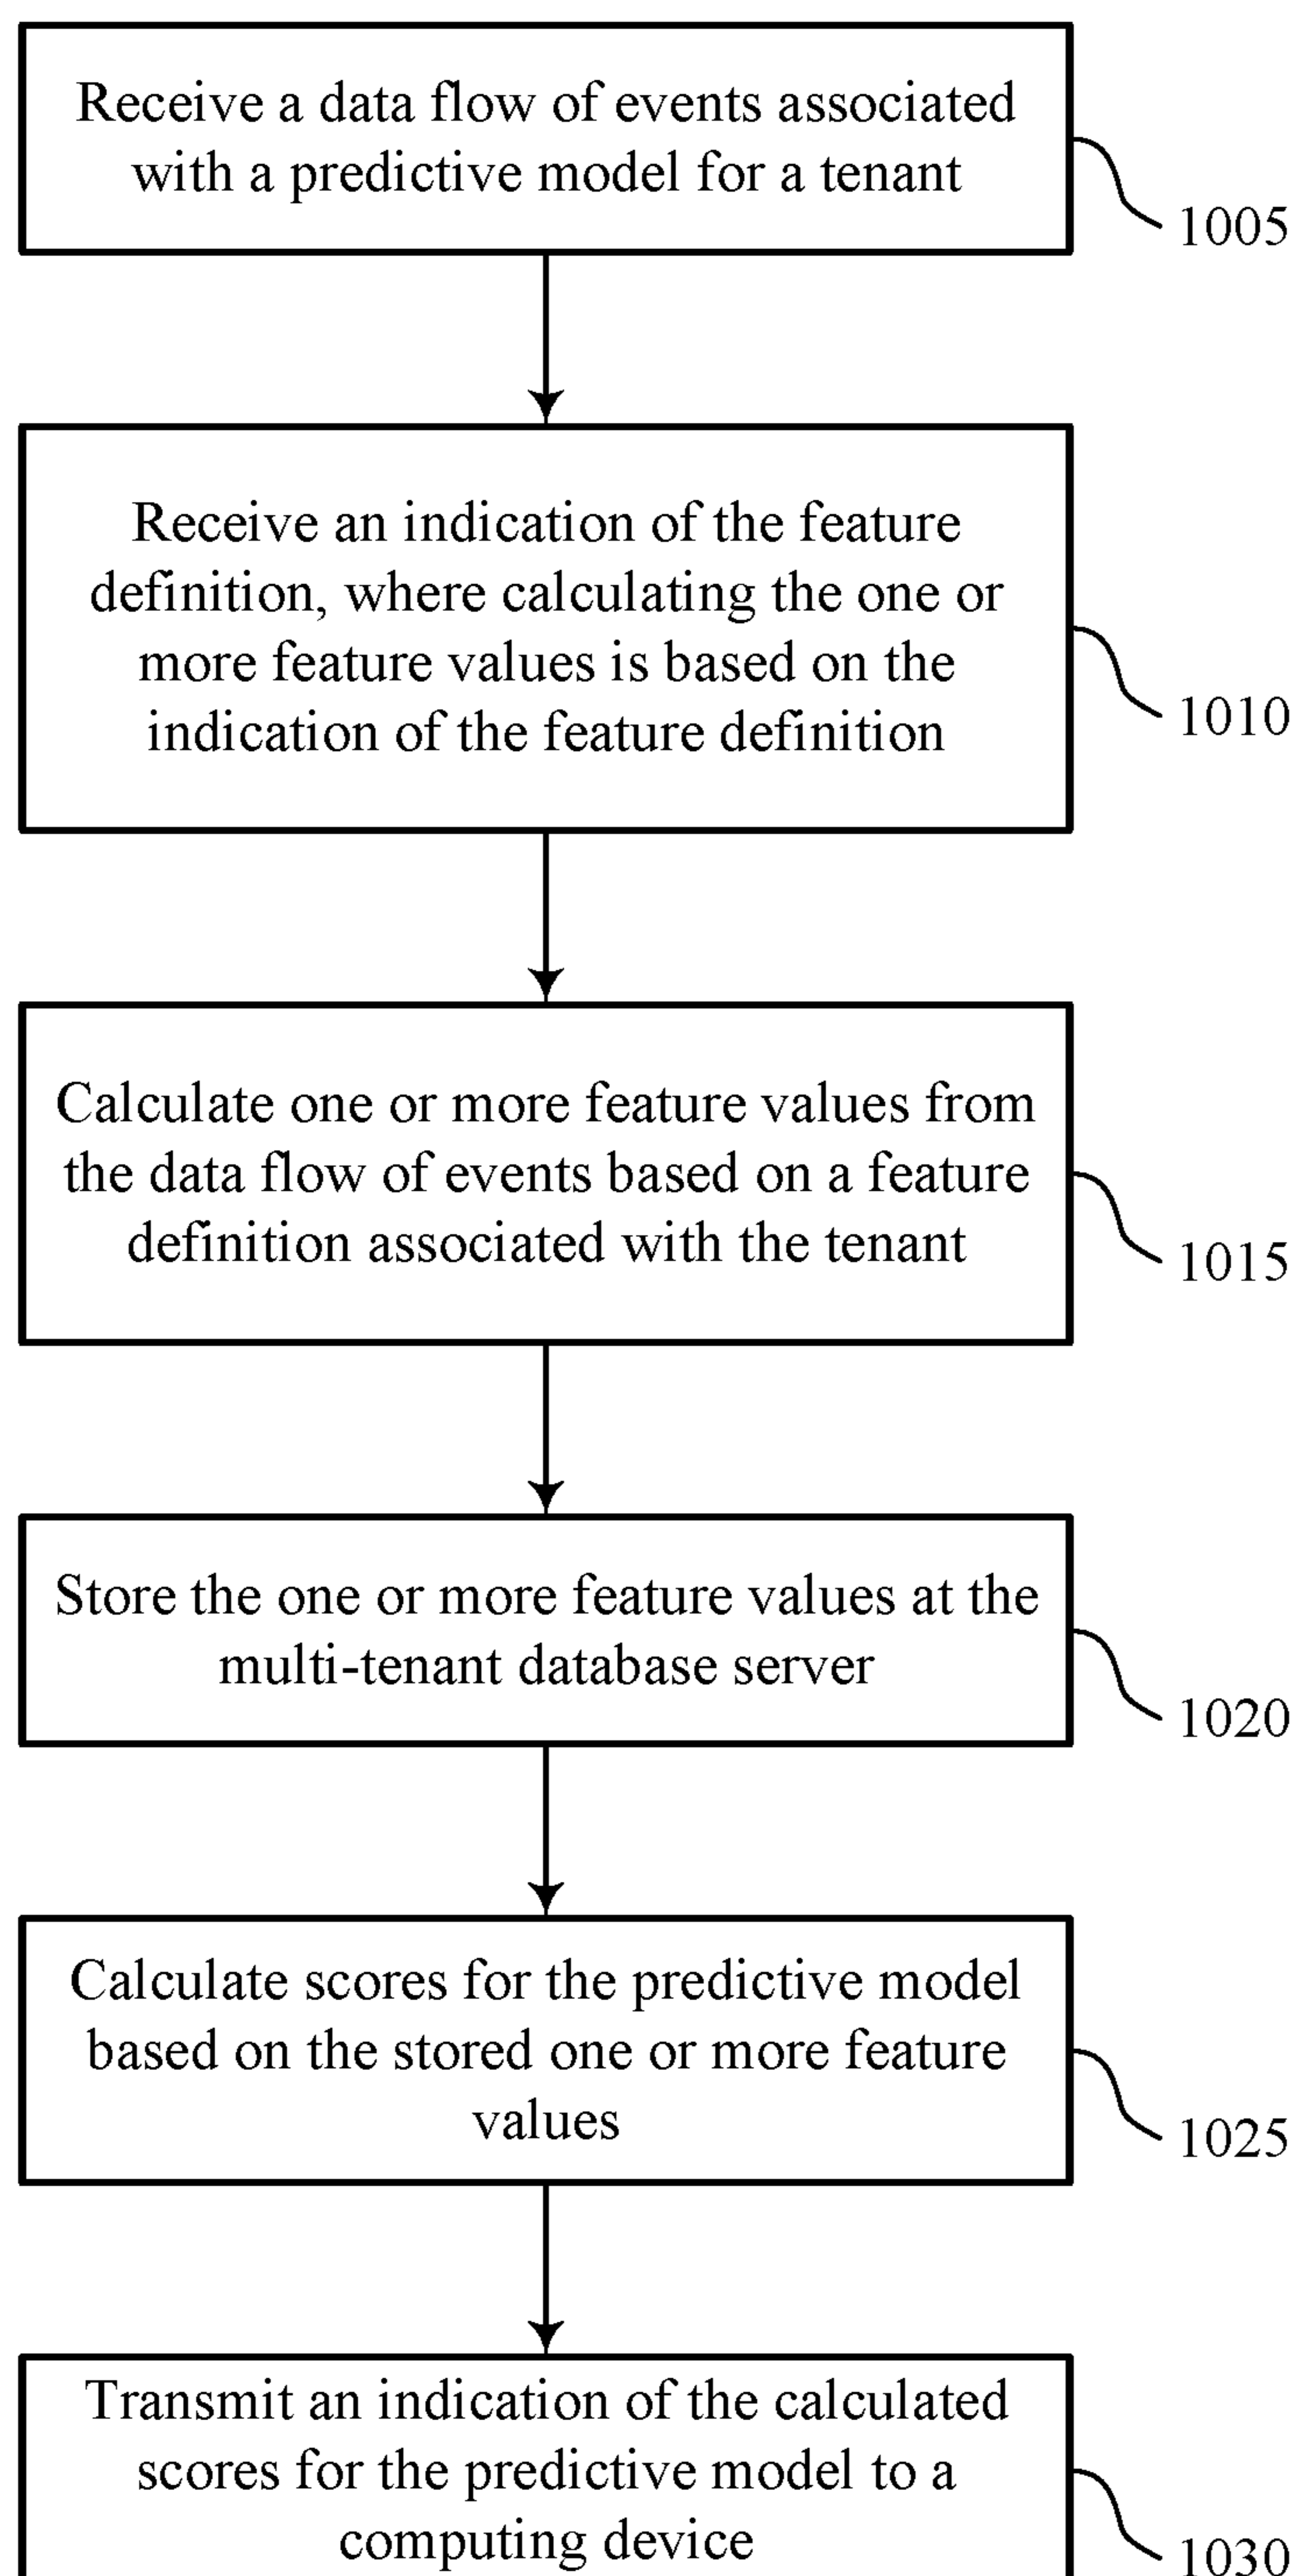 Receive a data flow of events associated
with a predictive model for a tenant
1005
Receive an indication of the feature
definition, where calculating the one or
more feature values is based on the
indication of the feature definition
1010
Calculate one or more feature values from
the data flow of events based on a feature
definition associated with the tenant
1015
Store the one or more feature values at the
multi-tenant database server
1020
Calculate scores for the predictive model
based on the stored one or more feature
values
1025
Transmit an indication of the calculated
scores for the predictive model to a
computing device
1030